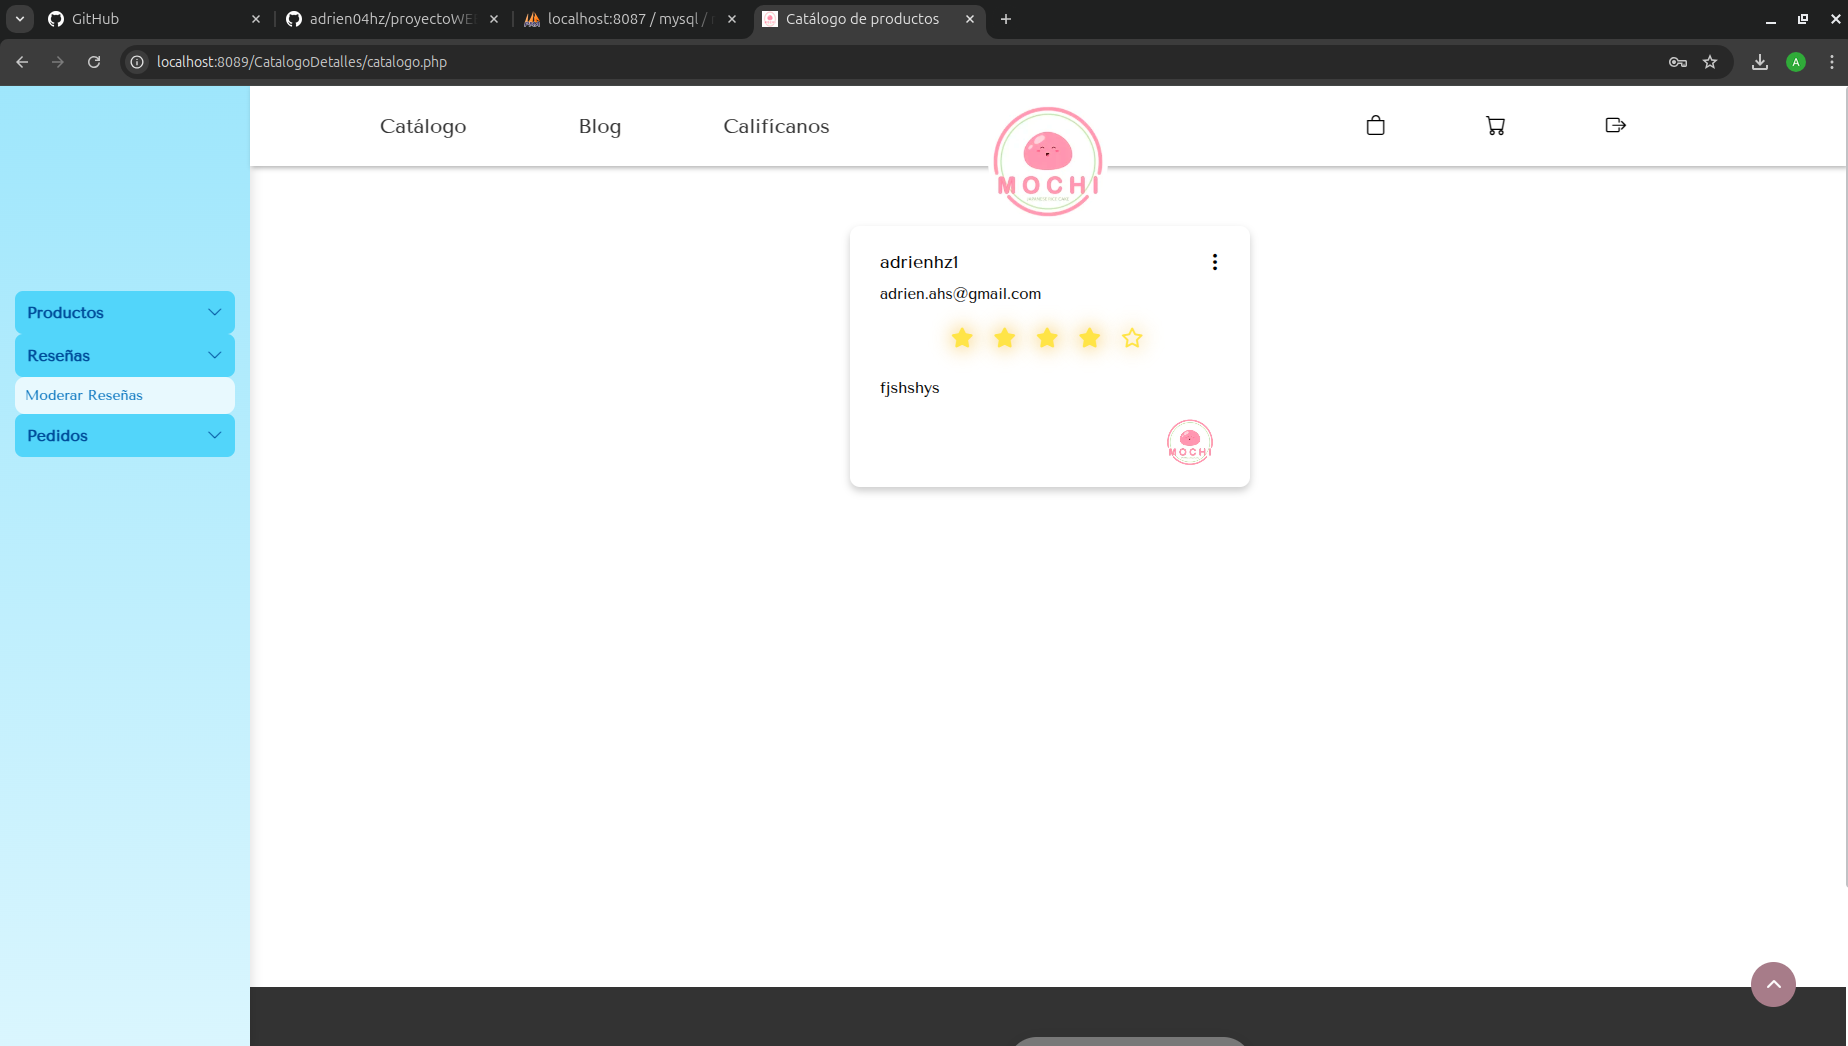 GitHub
adrien04hz/proyectoWE
localhost:8087 / mysql /
Catálogo de productos
localhost:8089/CatalogoDetalles/catalogo.php
A
Catálogo
Blog
Califícanos
MOCHI
Productos
Reseñas
Moderar Reseñas
Pedidos
adrienhz1
adrien.ahs@gmail.com
fjshshys
MOCHI